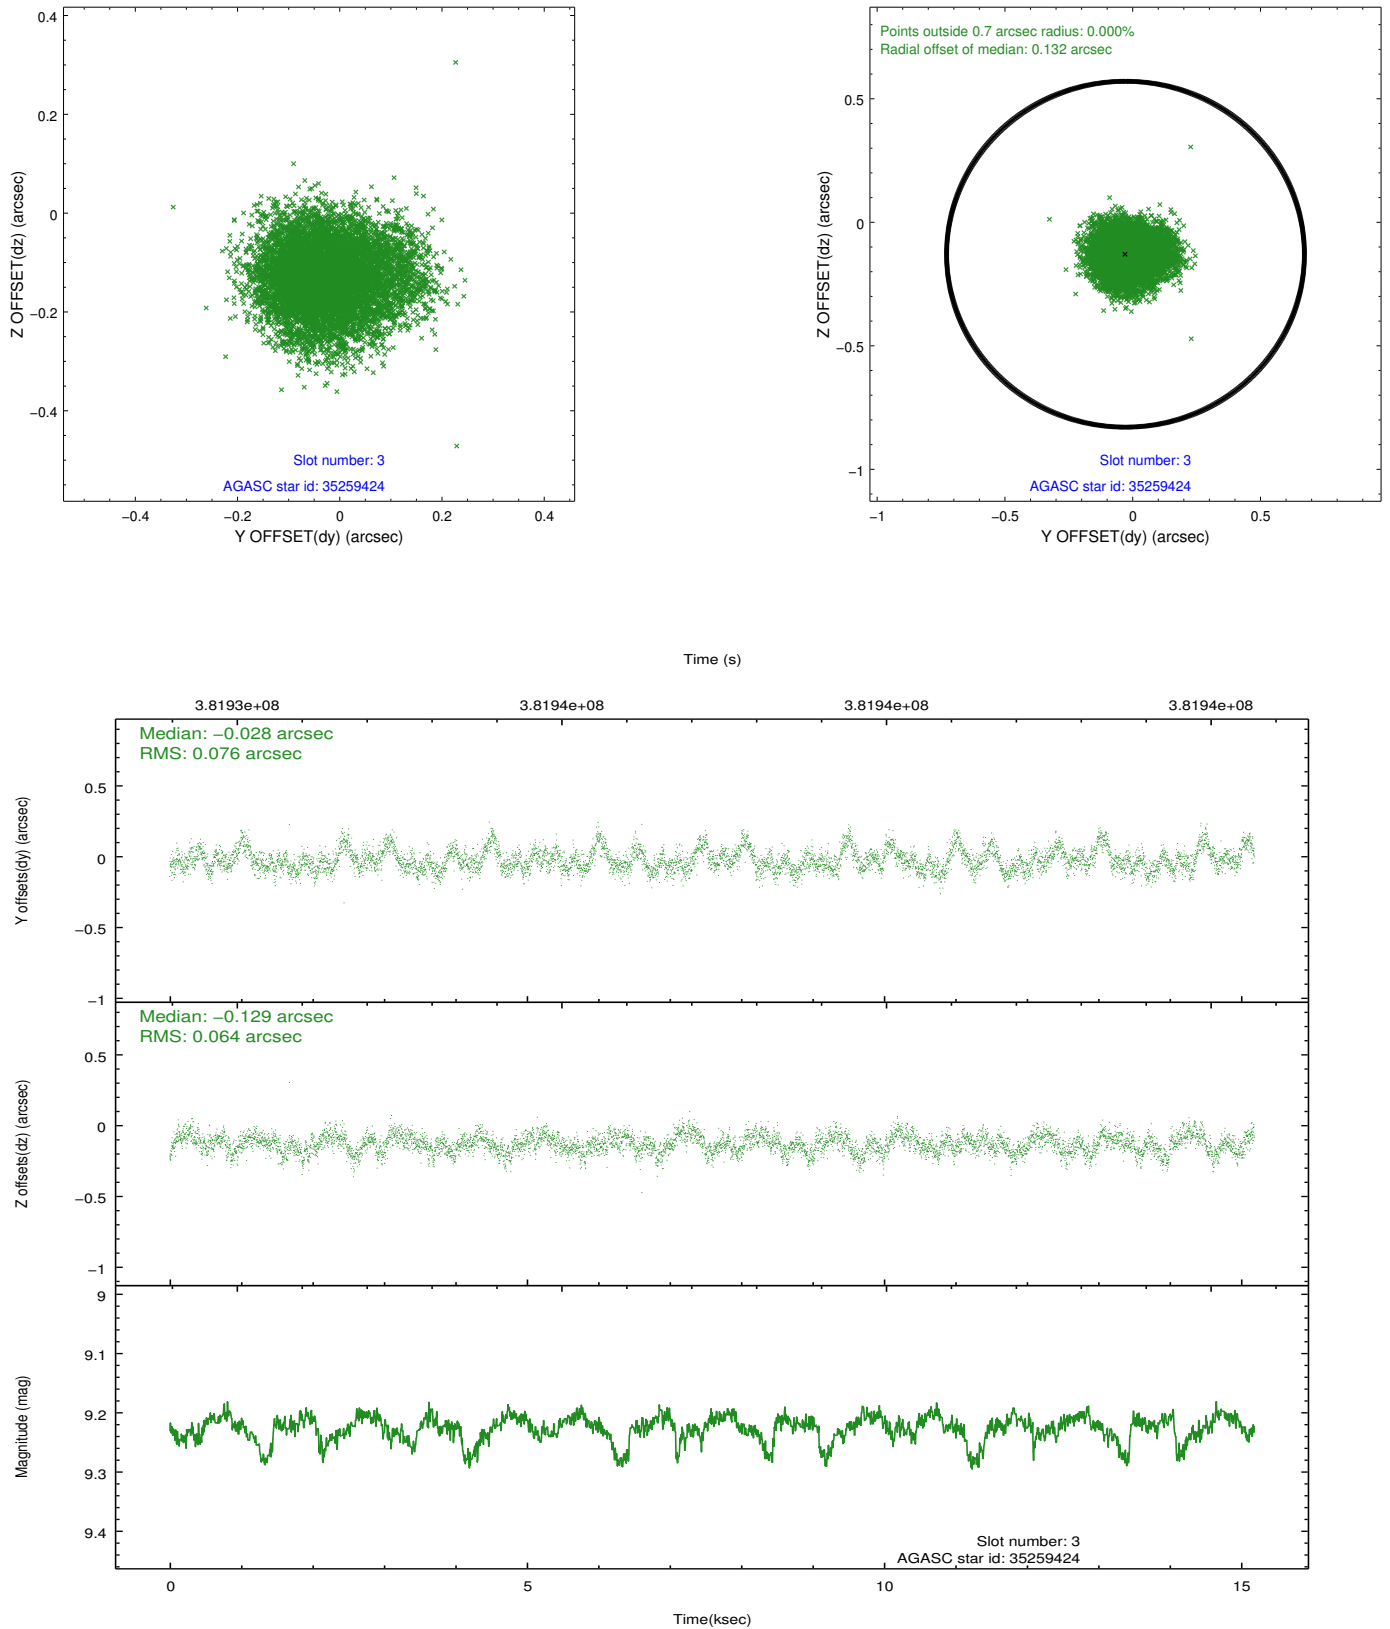 0.4
0.2
0
−0.2
−0.4
Z OFFSET(dz) (arcsec)
Slot number: 3
AGASC star id: 35259424
−0.4 −0.2 0 0.2 0.4
Y OFFSET(dy) (arcsec)
Points outside 0.7 arcsec radius: 0.000%
Radial offset of median: 0.132 arcsec
0.5
0
−0.5
−1
Z OFFSET(dz) (arcsec)
Slot number: 3
AGASC star id: 35259424
−1 −0.5 0 0.5
Y OFFSET(dy) (arcsec)
Time (s)
3.8193e+08 3.8194e+08 3.8194e+08 3.8194e+08
Median: −0.028 arcsec
RMS: 0.076 arcsec
0.5
0
−0.5
−1
Y offsets(dy) (arcsec)
Median: −0.129 arcsec
RMS: 0.064 arcsec
0.5
0
−0.5
−1
Z offsets(dz) (arcsec)
9
9.1
9.2
9.3
9.4
Magnitude (mag)
Slot number: 3
AGASC star id: 35259424
0 5 10 15
Time(ksec)